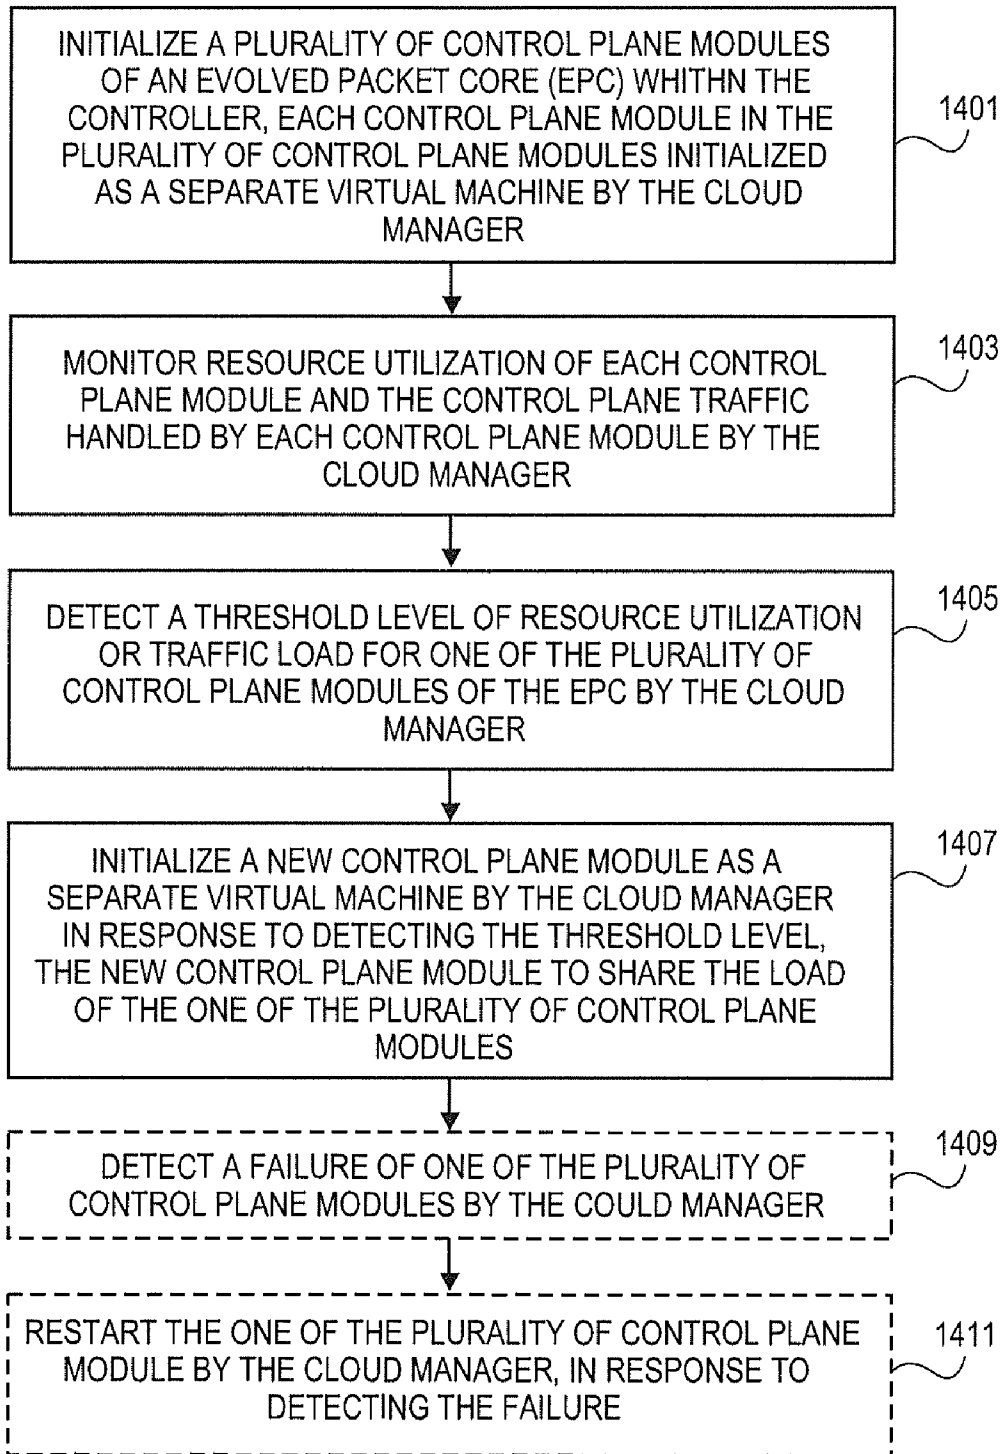 INITIALIZE A PLURALITY OF CONTROL PLANE MODULES
OF AN EVOLVED PACKET CORE (EPC) WHITHN THE
CONTROLLER, EACH CONTROL PLANE MODULE IN THE
PLURALITY OF CONTROL PLANE MODULES INITIALIZED
AS A SEPARATE VIRTUAL MACHINE BY THE CLOUD
MANAGER
1401
MONITOR RESOURCE UTILIZATION OF EACH CONTROL
PLANE MODULE AND THE CONTROL PLANE TRAFFIC
HANDLED BY EACH CONTROL PLANE MODULE BY THE
CLOUD MANAGER
1403
DETECT A THRESHOLD LEVEL OF RESOURCE UTILIZATION
OR TRAFFIC LOAD FOR ONE OF THE PLURALITY OF
CONTROL PLANE MODULES OF THE EPC BY THE CLOUD
MANAGER
1405
INITIALIZE A NEW CONTROL PLANE MODULE AS A
SEPARATE VIRTUAL MACHINE BY THE CLOUD MANAGER
IN RESPONSE TO DETECTING THE THRESHOLD LEVEL,
THE NEW CONTROL PLANE MODULE TO SHARE THE LOAD
OF THE ONE OF THE PLURALITY OF CONTROL PLANE
MODULES
1407
DETECT A FAILURE OF ONE OF THE PLURALITY OF
CONTROL PLANE MODULES BY THE COULD MANAGER
1409
RESTART THE ONE OF THE PLURALITY OF CONTROL PLANE
MODULE BY THE CLOUD MANAGER, IN RESPONSE TO
DETECTING THE FAILURE
1411